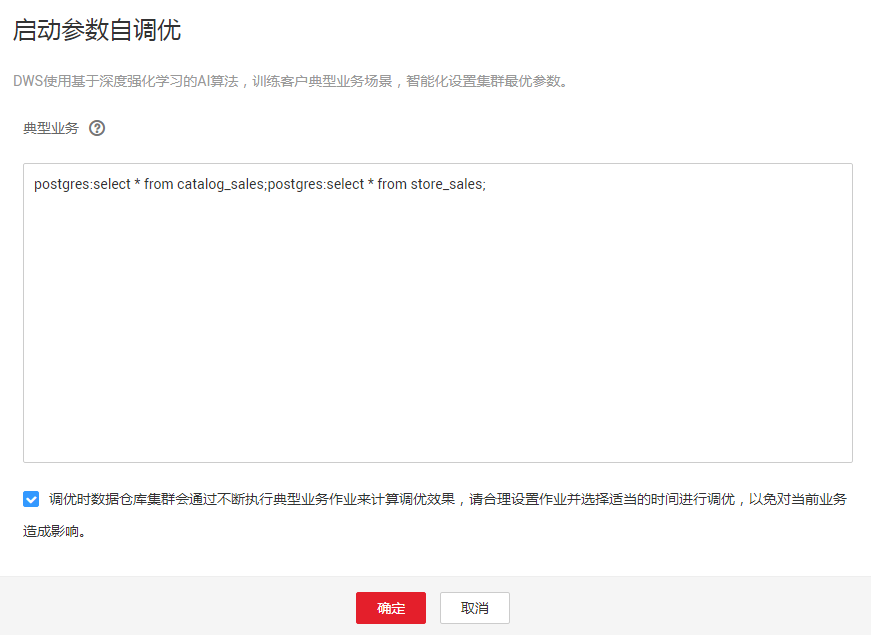 启动参数自调优
DWS使用基于深度强化学习的AI算法，训练客户典型业务场景，智能化设置集群最优参数。
典型业务 ?
postgres:select * from catalog_sales;postgres:select * from store_sales;
调优时数据仓库集群会通过不断执行典型业务作业来计算调优效果，请合理设置作业并选择适当的时间进行调优，以免对当前业务
造成影响。
确定 取消